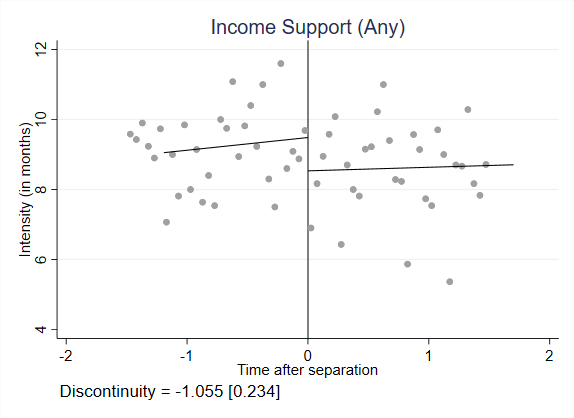 Income Support (Any)
Intensity (in months)
12
10
8
6
4
-2 -1 0 1 2
Time after separation
Discontinuity = -1.055 [0.234]